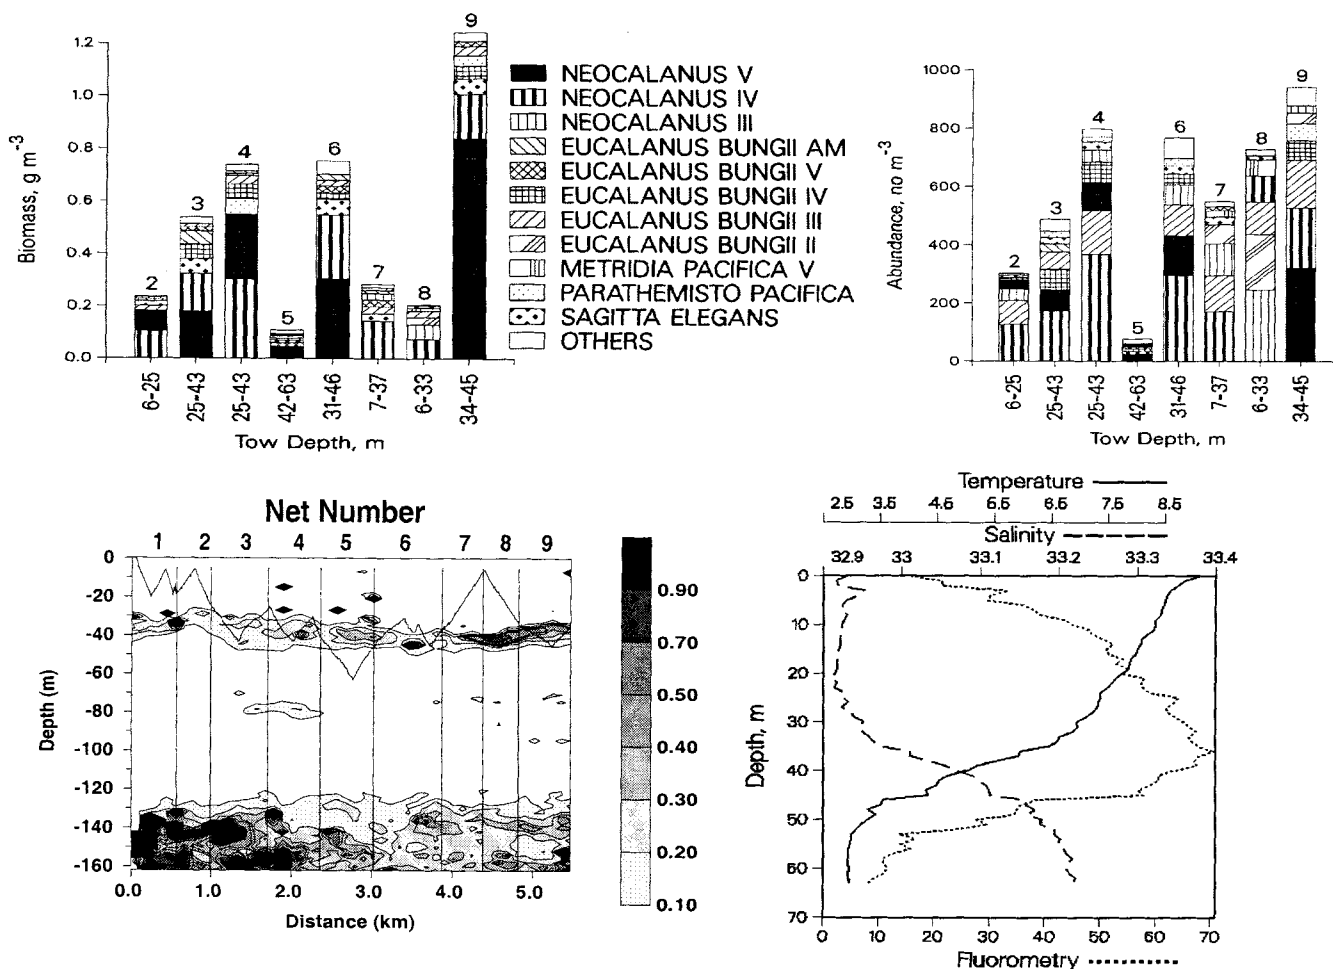 Biomass, g m⁻³
1.2
1.0
0.8
0.6
0.4
0.2
0.0
2
3
4
5
6
7
8
9
6-25
25-43
25-43
42-63
31-46
7-37
6-33
34-45
Tow Depth, m
NEOCALANUS V
NEOCALANUS IV
NEOCALANUS III
EUCALANUS BUNGII AM
EUCALANUS BUNGII V
EUCALANUS BUNGII IV
EUCALANUS BUNGII III
EUCALANUS BUNGII II
METRIDIA PACIFICA V
PARATHEMISTO PACIFICA
SAGITTA ELEGANS
OTHERS
Abundance, no m⁻³
1000
800
600
400
200
0
2
3
4
5
6
7
8
9
6-25
25-43
25-43
42-63
31-46
7-37
6-33
34-45
Tow Depth, m
Net Number
1 2 3 4 5 6 7 8 9
Depth (m)
0
-20
-40
-60
-80
-100
-120
-140
-160
0.0 1.0 2.0 3.0 4.0 5.0
Distance (km)
0.90
0.70
0.50
0.40
0.30
0.20
0.10
Temperature
2.5 3.5 4.5 5.5 6.5 7.5 8.5
Salinity
32.9 33 33.1 33.2 33.3 33.4
Depth, m
0
10
20
30
40
50
60
70
0 10 20 30 40 50 60 70
Fluorometry